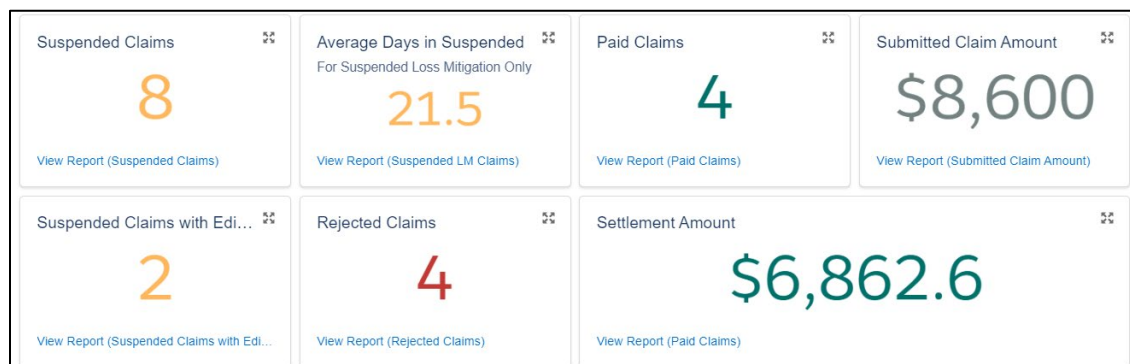 Suspended Claims
8
View Report (Suspended Claims)
Average Days in Suspended
For Suspended Loss Mitigation Only
21.5
View Report (Suspended LM Claims)
Paid Claims
4
View Report (Paid Claims)
Submitted Claim Amount
$8,600
View Report (Submitted Claim Amount)
Suspended Claims with Edi...
2
View Report (Suspended Claims with Edi...
Rejected Claims
4
View Report (Rejected Claims)
Settlement Amount
$6,862.6
View Report (Paid Claims)